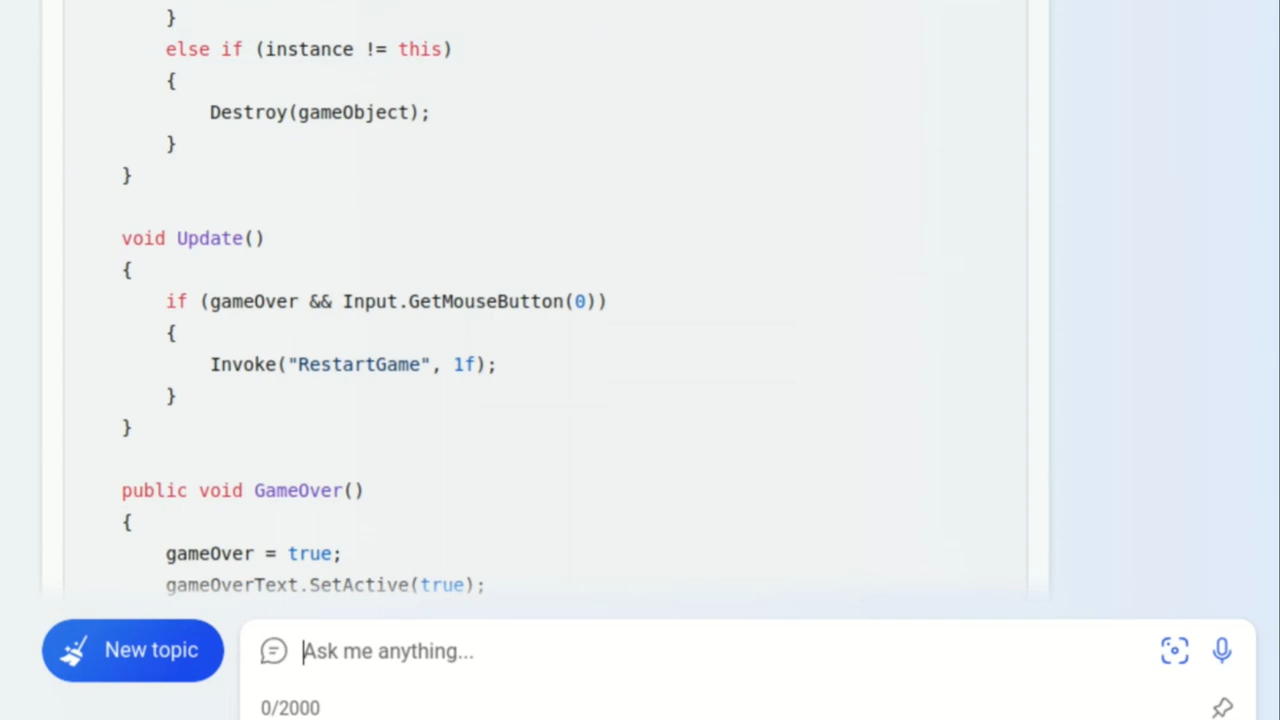 }
else if (instance != this)
{
Destroy(gameObject);
}
}
void Update()
{
if (gameOver && Input.GetMouseButton(0))
{
Invoke("RestartGame", 1f);
}
}
public void GameOver()
{
gameOver = true;
gameOverText.SetActive(true);
New topic
Ask me anything...
0/2000